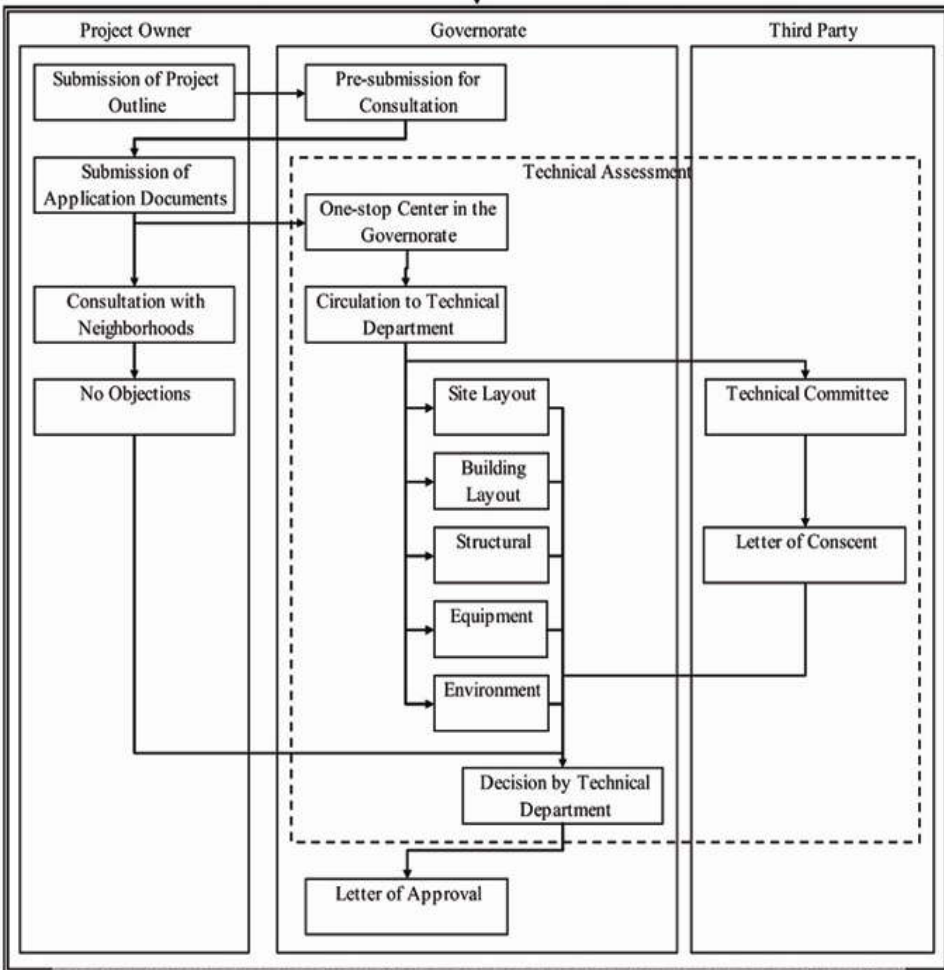 Project Owner
Governorate
Third Party
Submission of Project
Outline
Pre-submission for
Consultation
Submission of
Application Documents
Technical Assessment
One-stop Center in the
Governorate
Consultation with
Neighborhoods
Circulation to Technical
Department
No Objections
Site Layout
Technical Committee
Building
Layout
Structural
Letter of Conscent
Equipment
Environment
Decision by Technical
Department
Letter of Approval